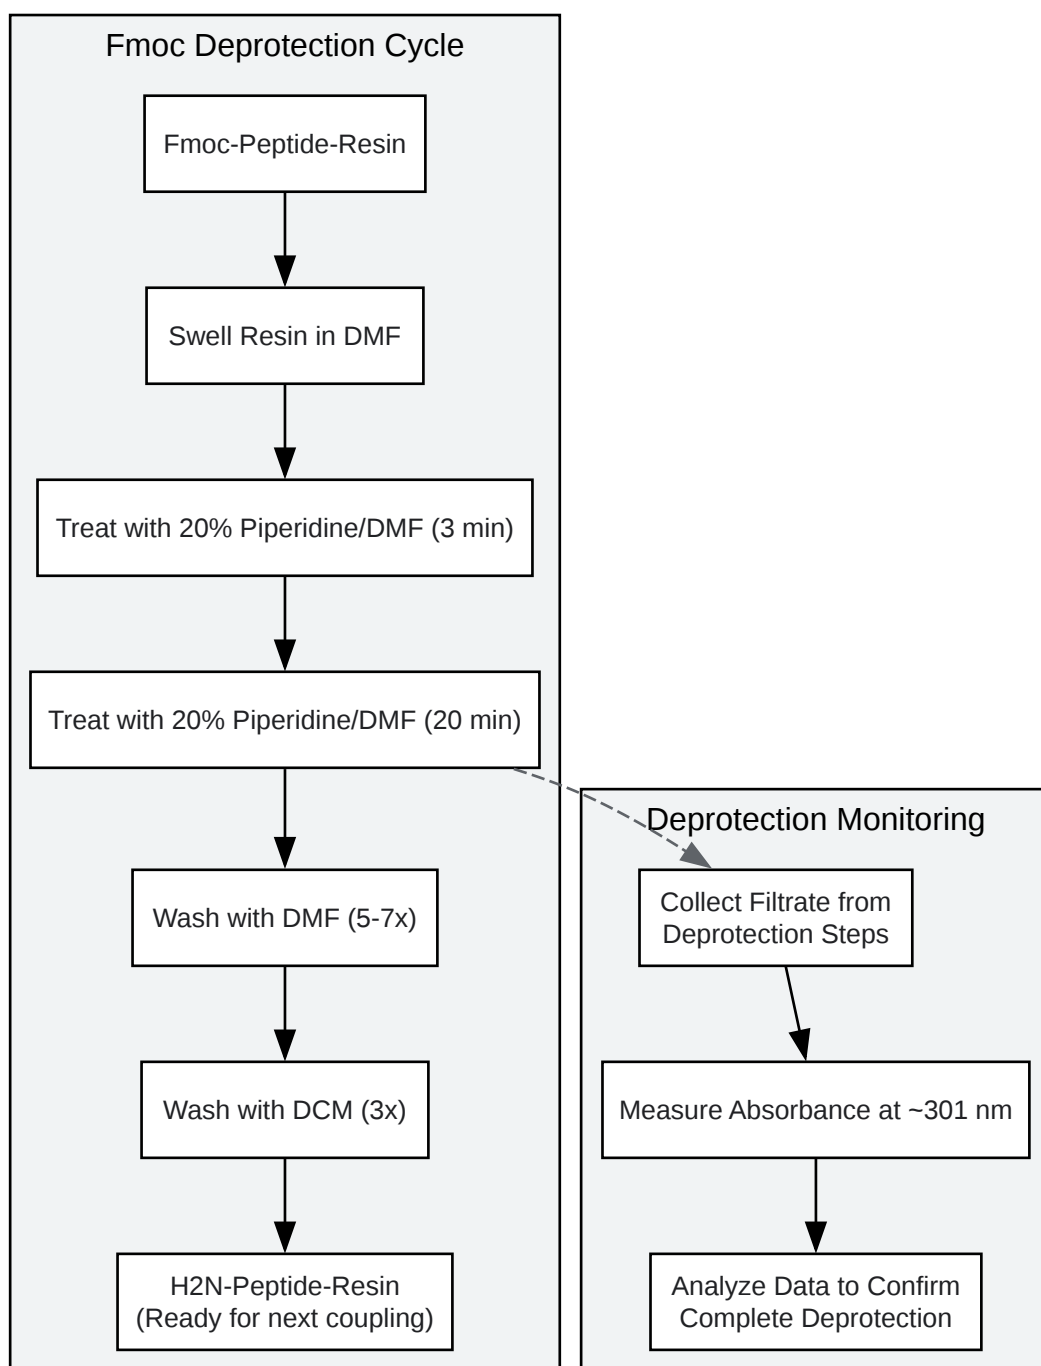 Fmoc Deprotection Cycle
Fmoc-Peptide-Resin
Swell Resin in DMF
Treat with 20% Piperidine/DMF (3 min)
Treat with 20% Piperidine/DMF (20 min)
Wash with DMF (5-7x)
Wash with DCM (3x)
H2N-Peptide-Resin
(Ready for next coupling)
Deprotection Monitoring
Collect Filtrate from
Deprotection Steps
Measure Absorbance at ~301 nm
Analyze Data to Confirm
Complete Deprotection